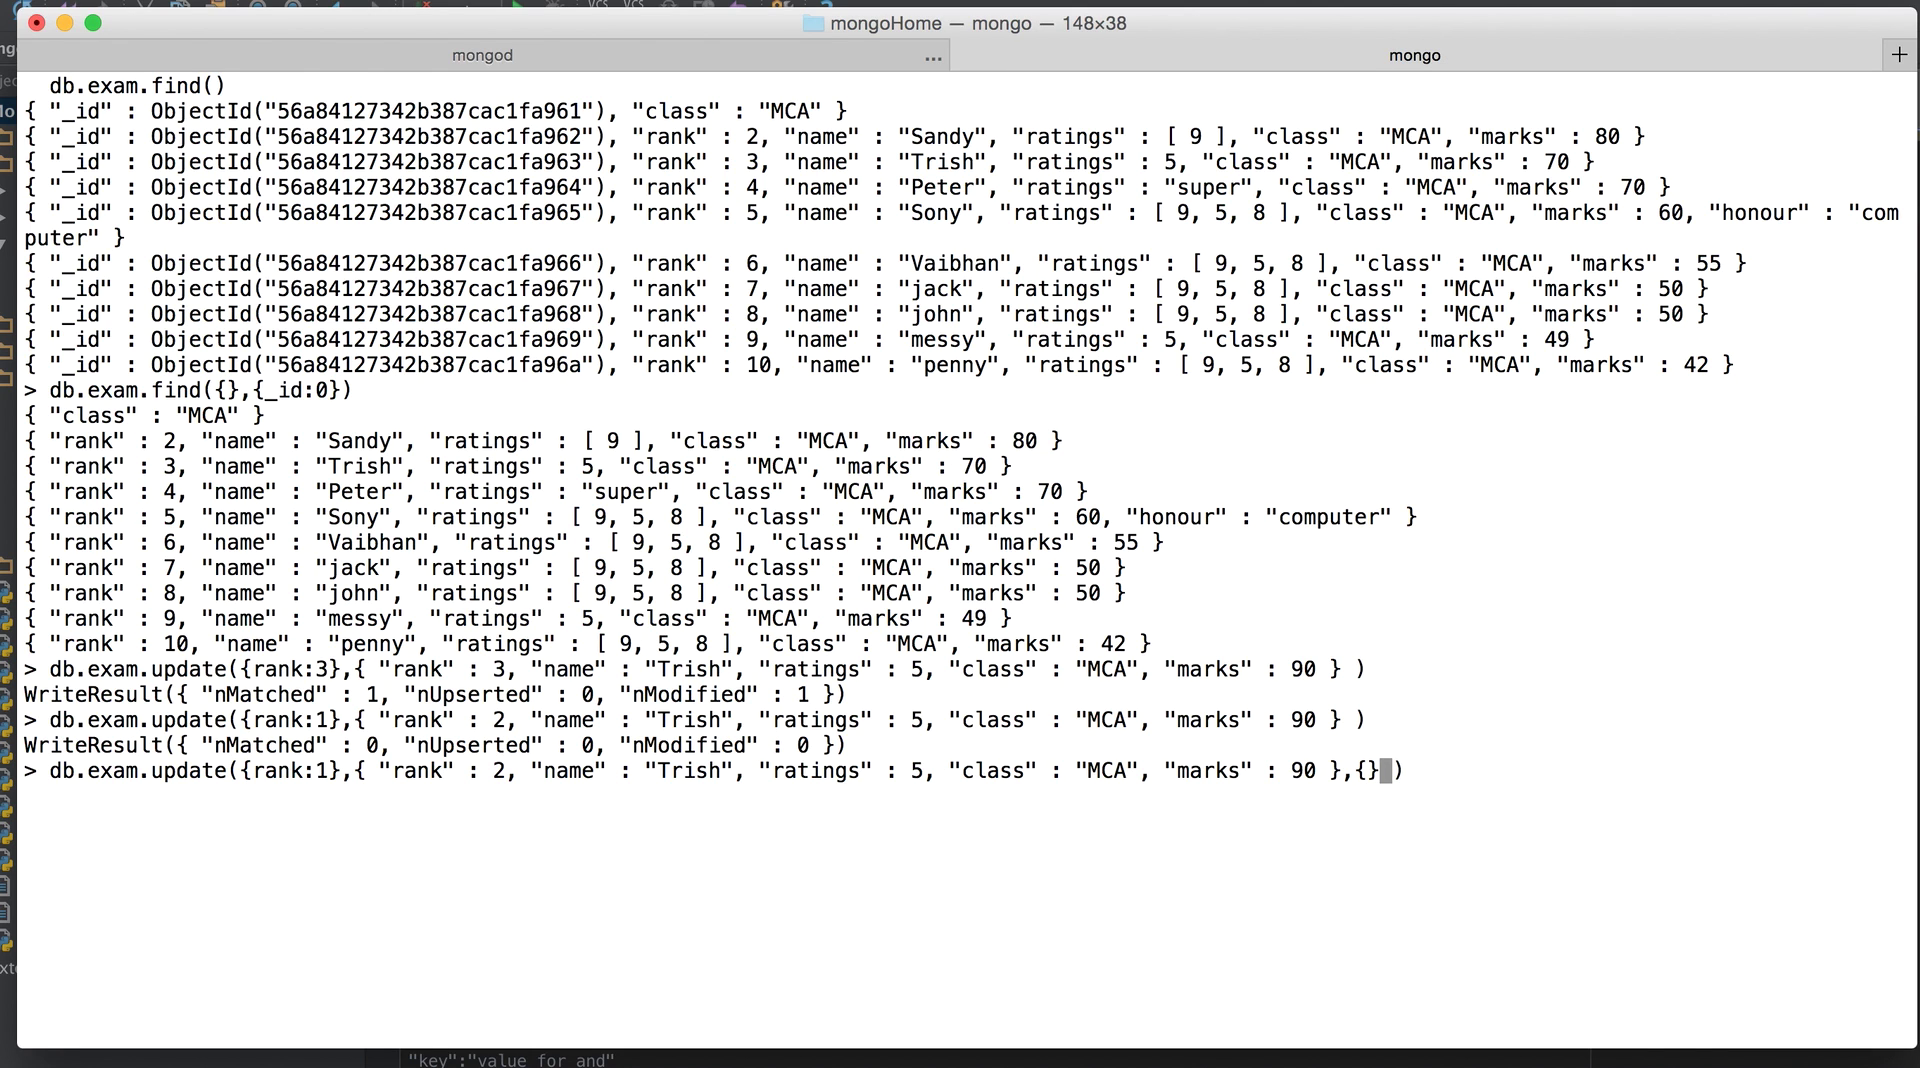 VCS VCS
mongoHome — mongo — 148×38
mongod ... mongo +
db.exam.find()
{ "_id" : ObjectId("56a84127342b387cac1fa961"), "class" : "MCA" }
{ "_id" : ObjectId("56a84127342b387cac1fa962"), "rank" : 2, "name" : "Sandy", "ratings" : [ 9 ], "class" : "MCA", "marks" : 80 }
{ "_id" : ObjectId("56a84127342b387cac1fa963"), "rank" : 3, "name" : "Trish", "ratings" : 5, "class" : "MCA", "marks" : 70 }
{ "_id" : ObjectId("56a84127342b387cac1fa964"), "rank" : 4, "name" : "Peter", "ratings" : "super", "class" : "MCA", "marks" : 70 }
{ "_id" : ObjectId("56a84127342b387cac1fa965"), "rank" : 5, "name" : "Sony", "ratings" : [ 9, 5, 8 ], "class" : "MCA", "marks" : 60, "honour" : "com
puter" }
{ "_id" : ObjectId("56a84127342b387cac1fa966"), "rank" : 6, "name" : "Vaibhan", "ratings" : [ 9, 5, 8 ], "class" : "MCA", "marks" : 55 }
{ "_id" : ObjectId("56a84127342b387cac1fa967"), "rank" : 7, "name" : "jack", "ratings" : [ 9, 5, 8 ], "class" : "MCA", "marks" : 50 }
{ "_id" : ObjectId("56a84127342b387cac1fa968"), "rank" : 8, "name" : "john", "ratings" : [ 9, 5, 8 ], "class" : "MCA", "marks" : 50 }
{ "_id" : ObjectId("56a84127342b387cac1fa969"), "rank" : 9, "name" : "messy", "ratings" : 5, "class" : "MCA", "marks" : 49 }
{ "_id" : ObjectId("56a84127342b387cac1fa96a"), "rank" : 10, "name" : "penny", "ratings" : [ 9, 5, 8 ], "class" : "MCA", "marks" : 42 }
> db.exam.find({},{_id:0})
{ "class" : "MCA" }
{ "rank" : 2, "name" : "Sandy", "ratings" : [ 9 ], "class" : "MCA", "marks" : 80 }
{ "rank" : 3, "name" : "Trish", "ratings" : 5, "class" : "MCA", "marks" : 70 }
{ "rank" : 4, "name" : "Peter", "ratings" : "super", "class" : "MCA", "marks" : 70 }
{ "rank" : 5, "name" : "Sony", "ratings" : [ 9, 5, 8 ], "class" : "MCA", "marks" : 60, "honour" : "computer" }
{ "rank" : 6, "name" : "Vaibhan", "ratings" : [ 9, 5, 8 ], "class" : "MCA", "marks" : 55 }
{ "rank" : 7, "name" : "jack", "ratings" : [ 9, 5, 8 ], "class" : "MCA", "marks" : 50 }
{ "rank" : 8, "name" : "john", "ratings" : [ 9, 5, 8 ], "class" : "MCA", "marks" : 50 }
{ "rank" : 9, "name" : "messy", "ratings" : 5, "class" : "MCA", "marks" : 49 }
{ "rank" : 10, "name" : "penny", "ratings" : [ 9, 5, 8 ], "class" : "MCA", "marks" : 42 }
> db.exam.update({rank:3},{ "rank" : 3, "name" : "Trish", "ratings" : 5, "class" : "MCA", "marks" : 90 } )
WriteResult({ "nMatched" : 1, "nUpserted" : 0, "nModified" : 1 })
> db.exam.update({rank:1},{ "rank" : 2, "name" : "Trish", "ratings" : 5, "class" : "MCA", "marks" : 90 } )
WriteResult({ "nMatched" : 0, "nUpserted" : 0, "nModified" : 0 })
> db.exam.update({rank:1},{ "rank" : 2, "name" : "Trish", "ratings" : 5, "class" : "MCA", "marks" : 90 },{} )
"key":"value for and"